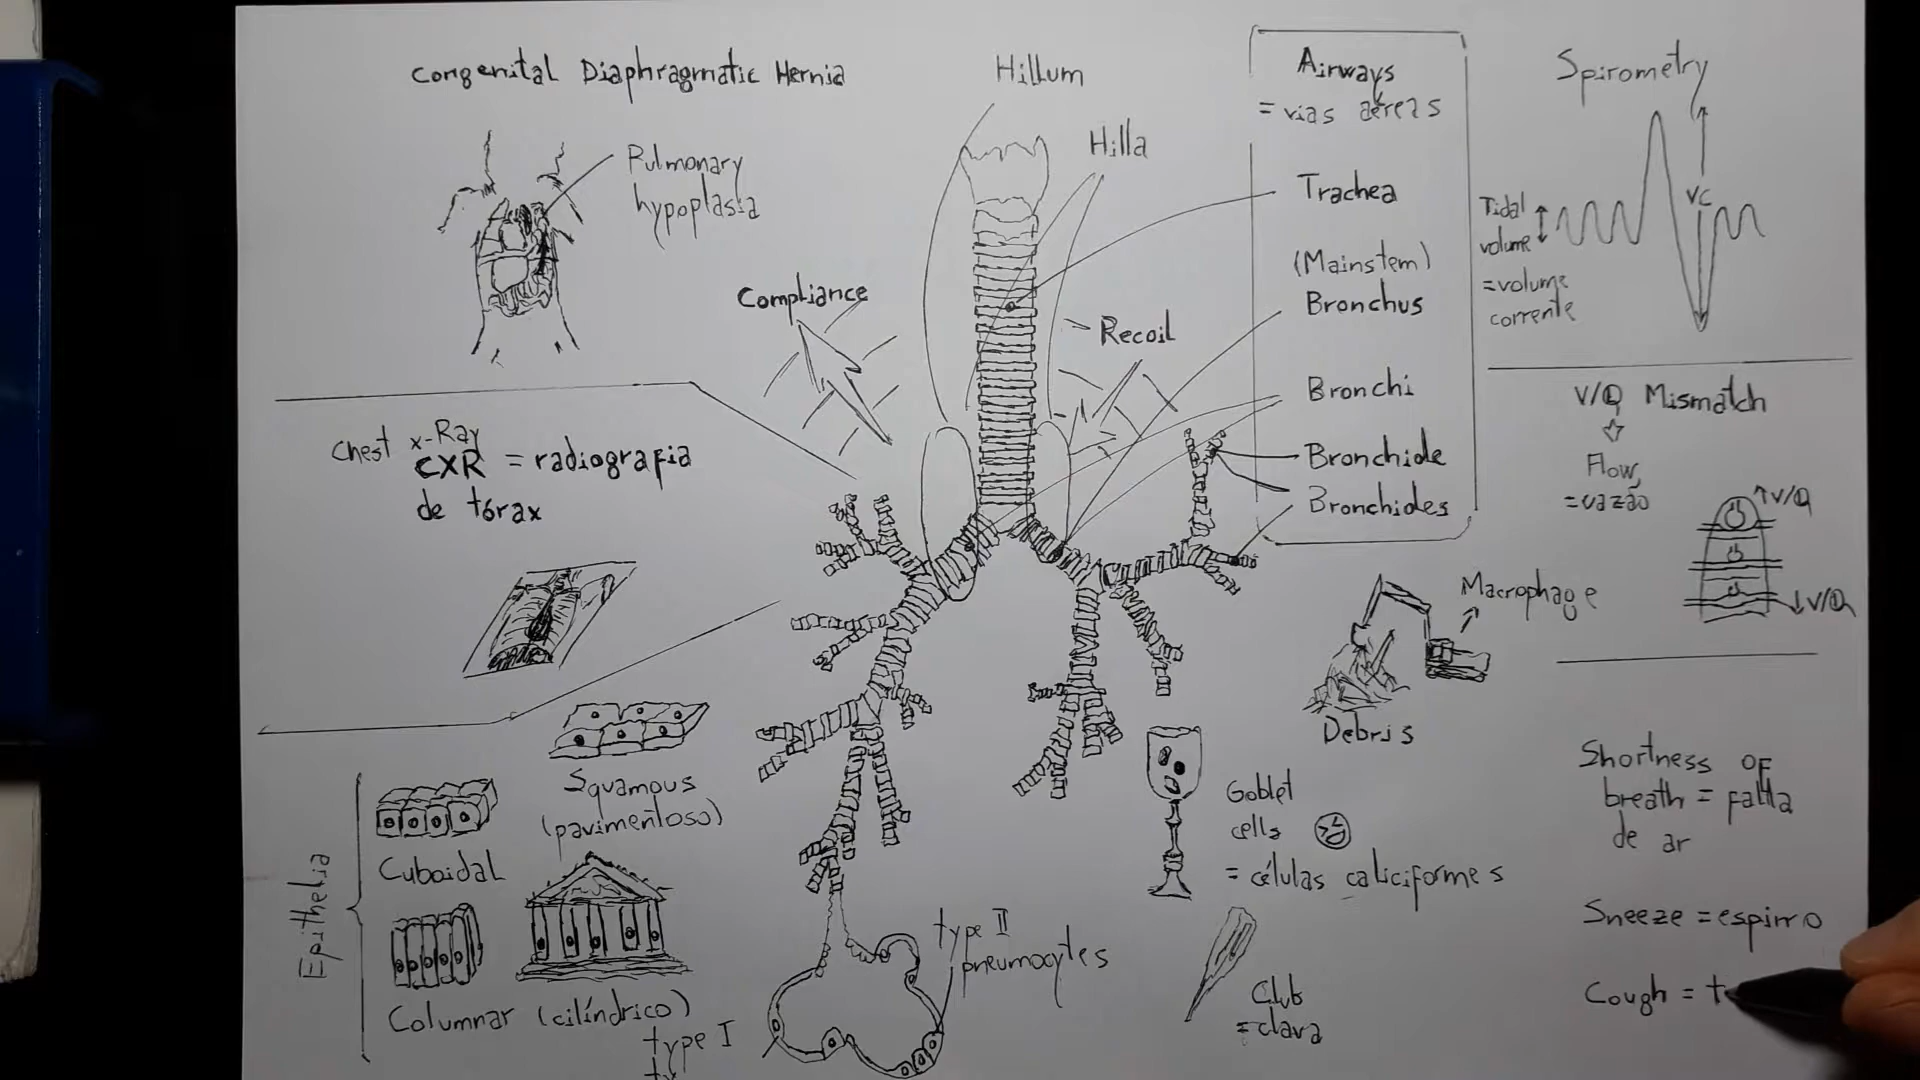 Congenital Diaphragmatic Hernia
Pulmonary
hypoplasia
Hillum
Hilla
Airways
= vias aéreas
Trachea
(Mainstem)
Bronchus
Bronchi
Bronchiole
Bronchioles
Spirometry
Tidal
volume
= volume
corrente
VC
Compliance
Recoil
Chest x-Ray
CXR = radiografia
de tórax
V/Q Mismatch
Flow
= vazão
↑V/Q
↓V/Q
Macrophage
Debris
Epithelia
Squamous
(pavimentoso)
Cuboidal
Columnar (cilíndrico)
type I
type II
pneumocytes
Goblet
cells
= células caliciformes
Club
= clava
Shortness of
breath = falta
de ar
Sneeze = espirro
Cough = t